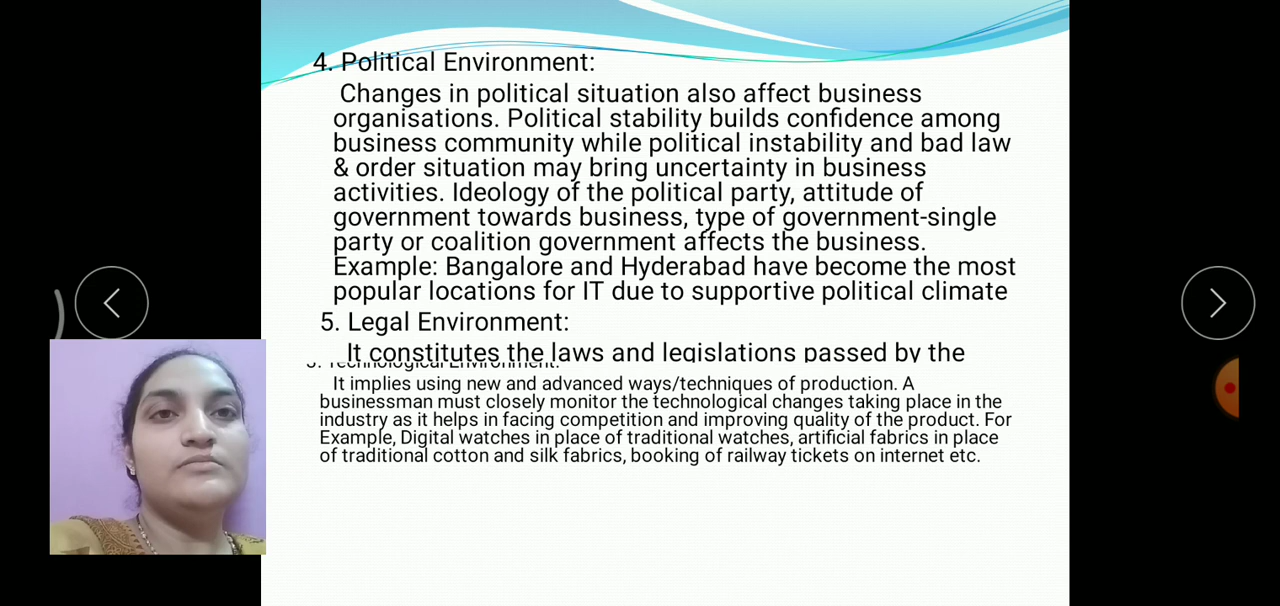 4. Political Environment:
Changes in political situation also affect business
organisations. Political stability builds confidence among
business community while political instability and bad law
& order situation may bring uncertainty in business
activities. Ideology of the political party, attitude of
government towards business, type of government-single
party or coalition government affects the business.
Example: Bangalore and Hyderabad have become the most
popular locations for IT due to supportive political climate
5. Legal Environment:
It constitutes the laws and legislations passed by the
3. Technological Environment:
It implies using new and advanced ways/techniques of production. A
businessman must closely monitor the technological changes taking place in the
industry as it helps in facing competition and improving quality of the product. For
Example, Digital watches in place of traditional watches, artificial fabrics in place
of traditional cotton and silk fabrics, booking of railway tickets on internet etc.